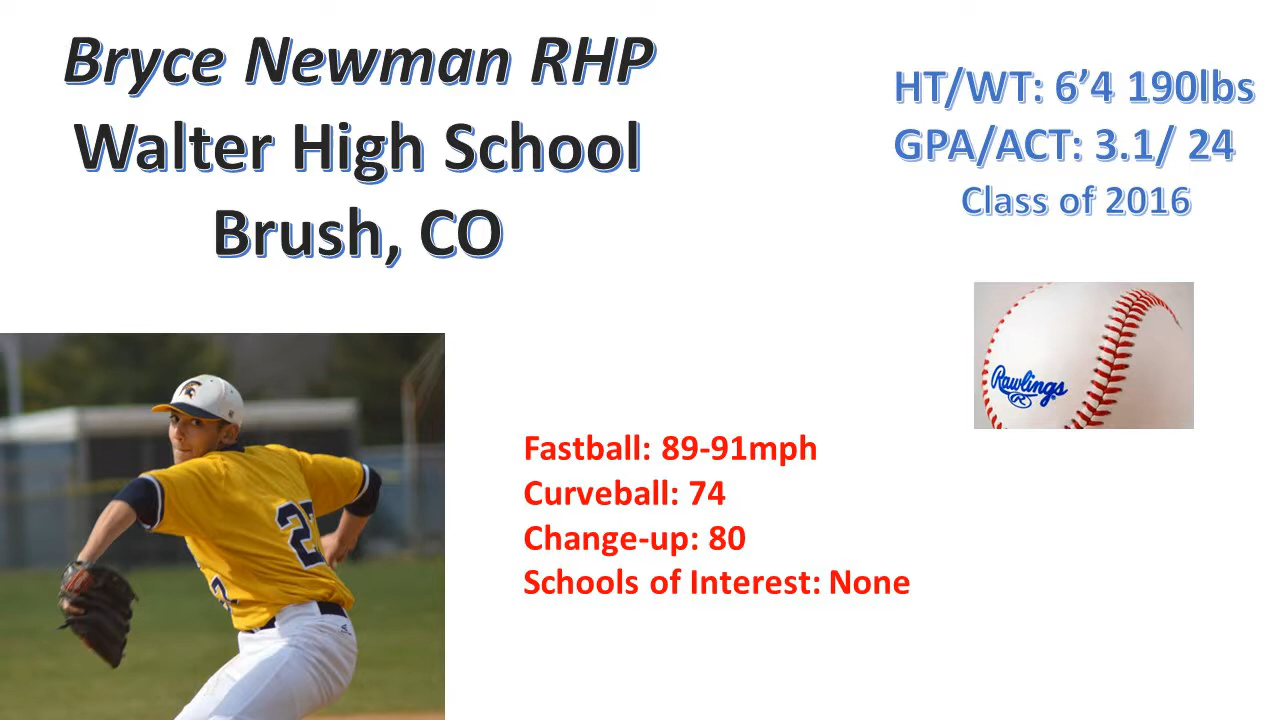 Bryce Newman RHP
Walter High School
Brush, CO
HT/WT: 6’4 190lbs
GPA/ACT: 3.1/ 24
Class of 2016
Rawlings
R
Fastball: 89-91mph
Curveball: 74
Change-up: 80
Schools of Interest: None